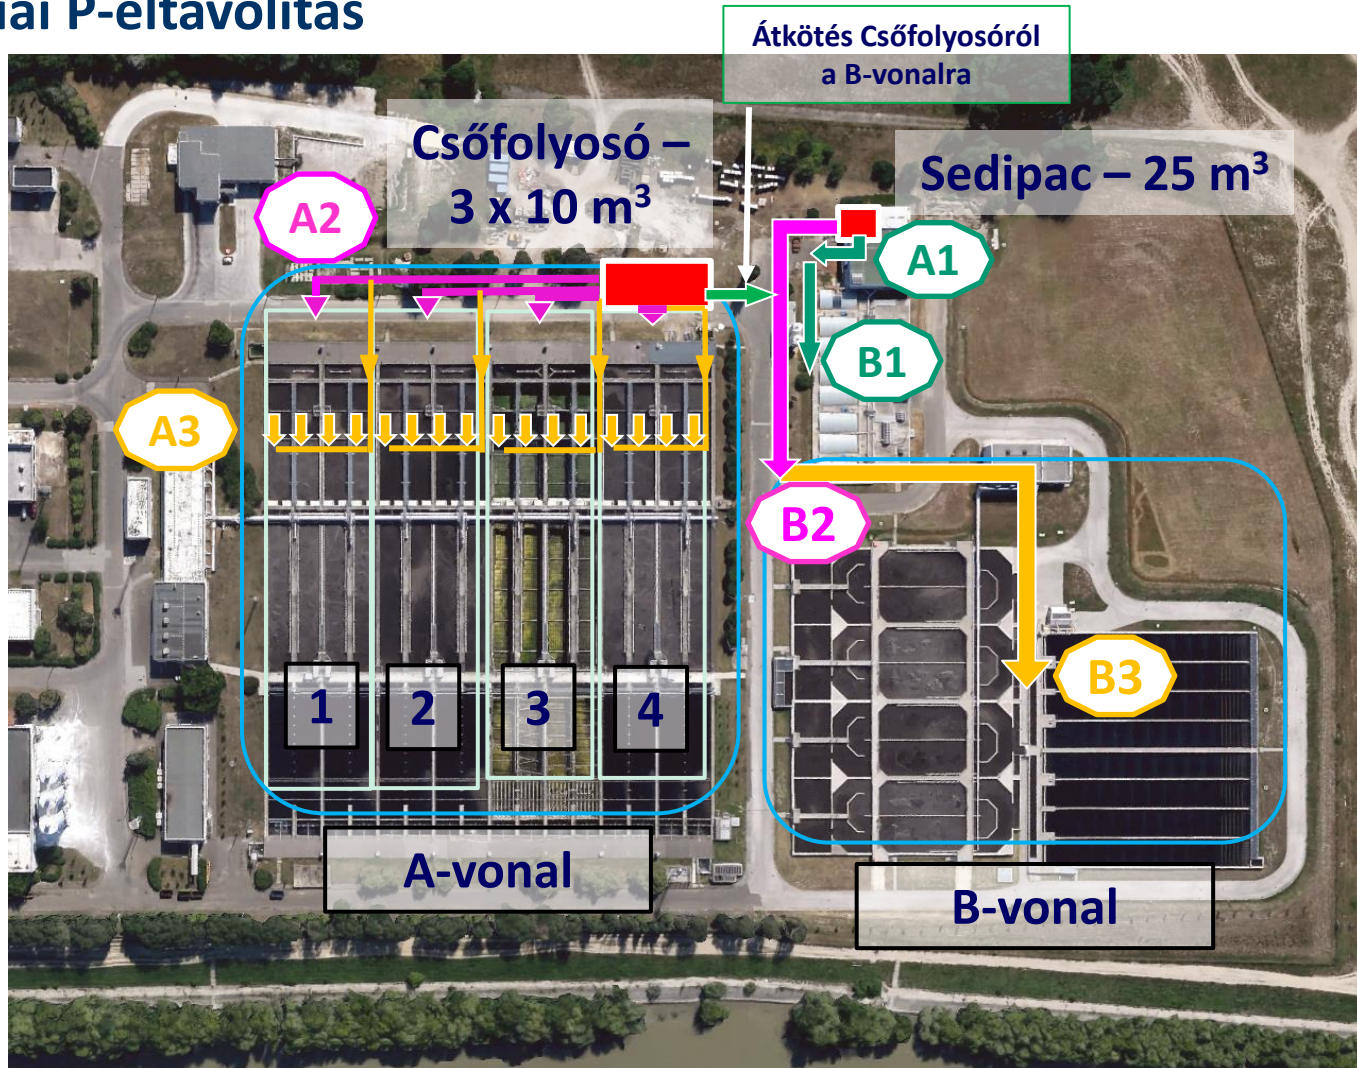 iai P-eltávolítás
Átkötés Csőfolyosóról
a B-vonalra
Csőfolyosó –
3 x 10 m³
Sedipac – 25 m³
A2
A1
B1
A3
B2
B3
1
2
3
4
A-vonal
B-vonal